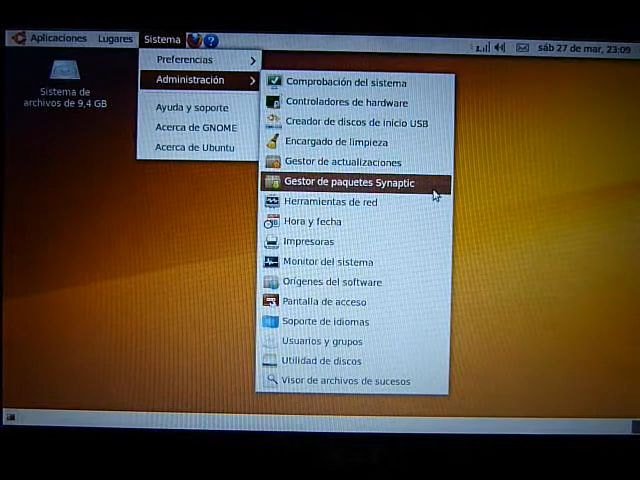 Aplicaciones Lugares Sistema
sáb 27 de mar, 23:09
Sistema de
archivos de 9,4 GB
Preferencias
Administración
Ayuda y soporte
Acerca de GNOME
Acerca de Ubuntu
Comprobación del sistema
Controladores de hardware
Creador de discos de inicio USB
Encargado de limpieza
Gestor de actualizaciones
Gestor de paquetes Synaptic
Herramientas de red
Hora y fecha
Impresoras
Monitor del sistema
Orígenes del software
Pantalla de acceso
Soporte de idiomas
Usuarios y grupos
Utilidad de discos
Visor de archivos de sucesos